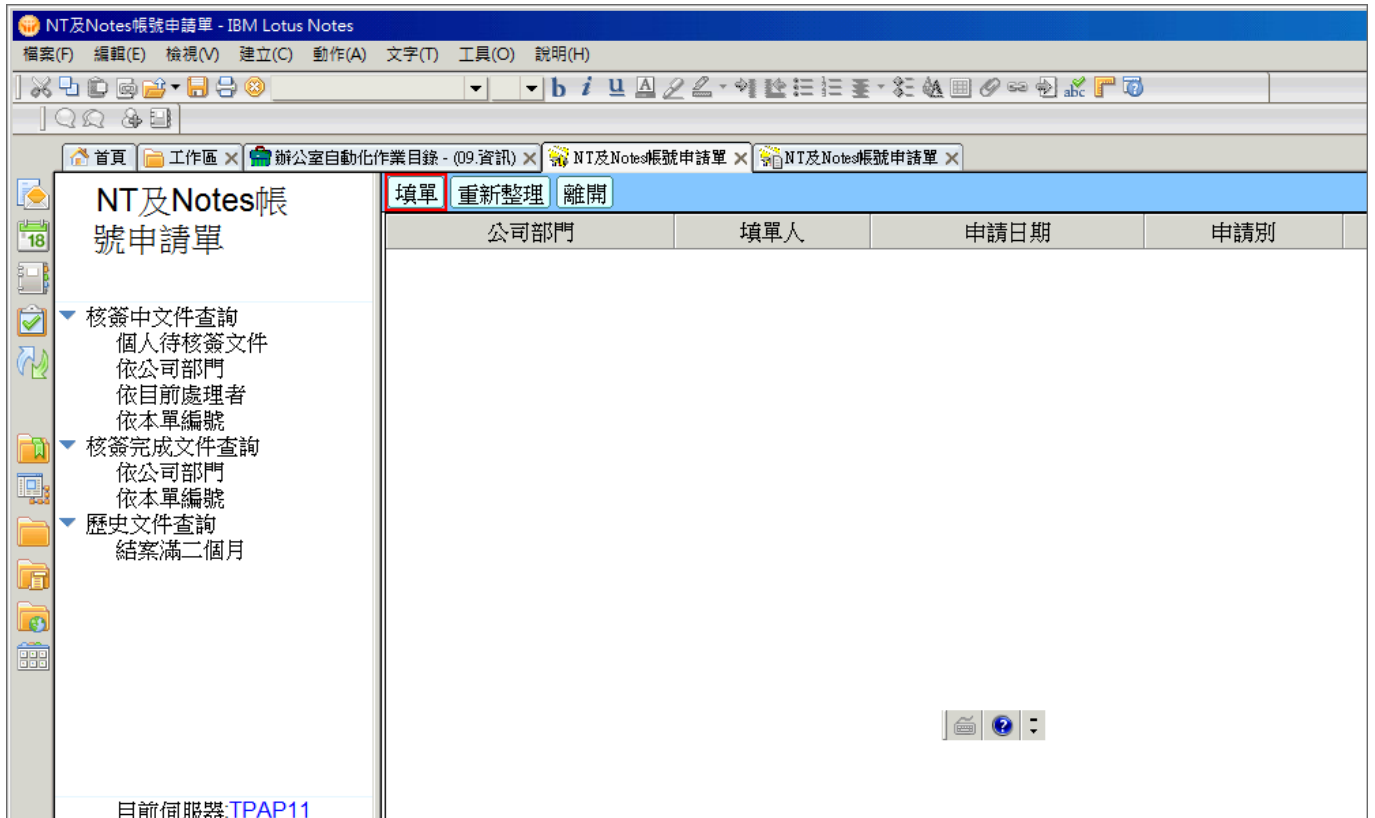 NT及Notes帳號申請單 - IBM Lotus Notes
檔案(F) 編輯(E) 檢視(V) 建立(C) 動作(A) 文字(T) 工具(O) 說明(H)
b i U A abc
首頁 工作區 辦公室自動化作業目錄 - (09.資訊) NT及Notes帳號申請單 NT及Notes帳號申請單
填單 重新整理 離開
NT及Notes帳
號申請單
18
公司部門 填單人 申請日期 申請別
核簽中文件查詢
個人待核簽文件
依公司部門
依目前處理者
依本單編號
核簽完成文件查詢
依公司部門
依本單編號
歷史文件查詢
結案滿二個月
目前伺服器:TPAP11